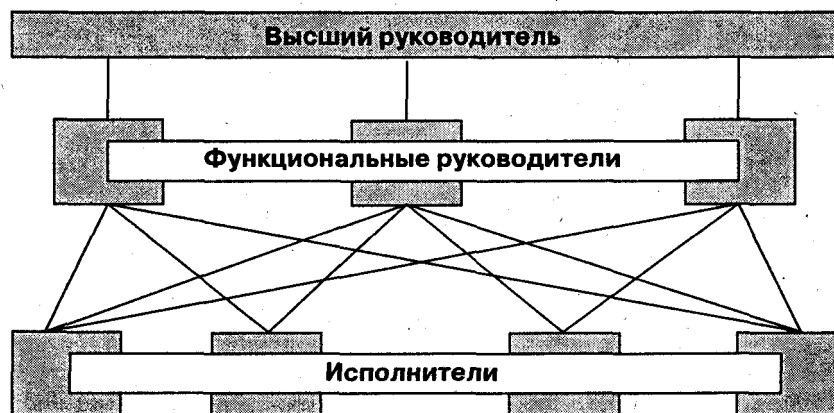 Высший руководитель
Функциональные руководители
Исполнители